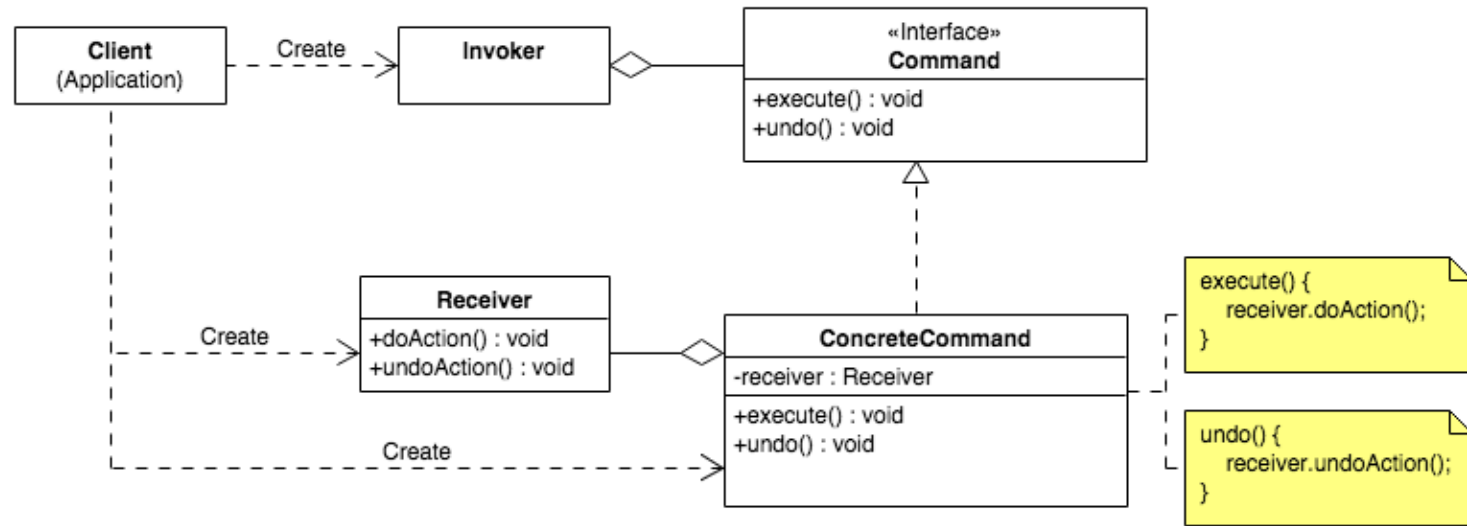 Client
(Application)
Create
Invoker
«Interface»
Command
+execute() : void
+undo() : void
Create
Receiver
+doAction() : void
+undoAction() : void
ConcreteCommand
-receiver : Receiver
+execute() : void
+undo() : void
Create
execute() {
receiver.doAction();
}
undo() {
receiver.undoAction();
}